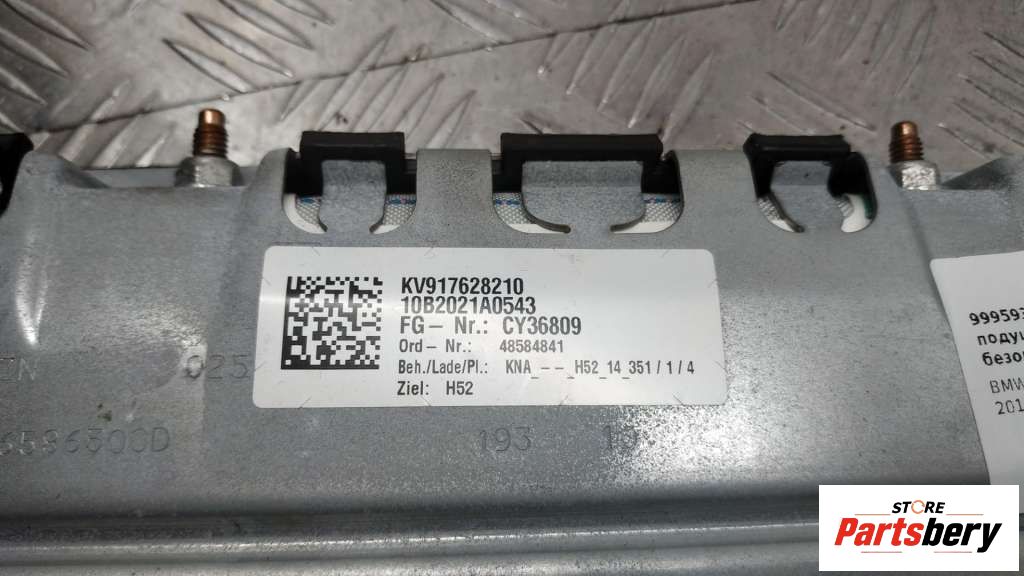 KV917628210
10B2021A0543
FG- Nr.: CY36809
Ord- Nr.: 48584841
Beh./Lade/Pl.: KNA_--_H52_14_351/1/4
Ziel: H52
025
193
BMW
STORE
Partsbery